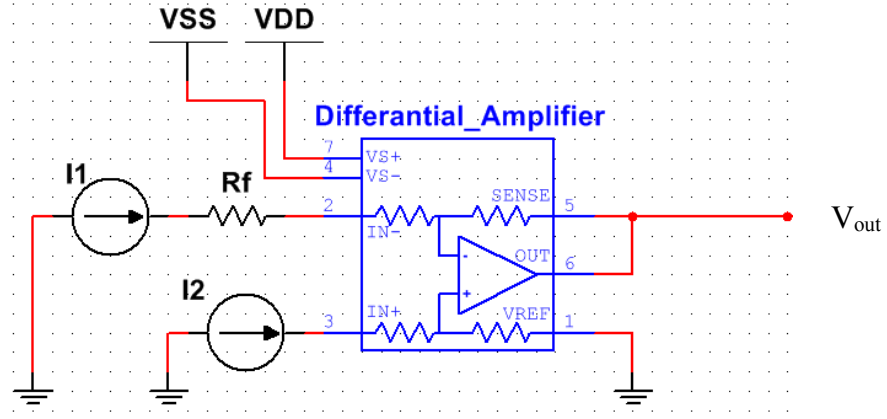 VSS VDD
Differantial_Amplifier
7 VS+
4 VS-
I1
Rf
SENSE
2 5
IN-
Vout
OUT
- 6
I2
+
IN+ VREF
3 1